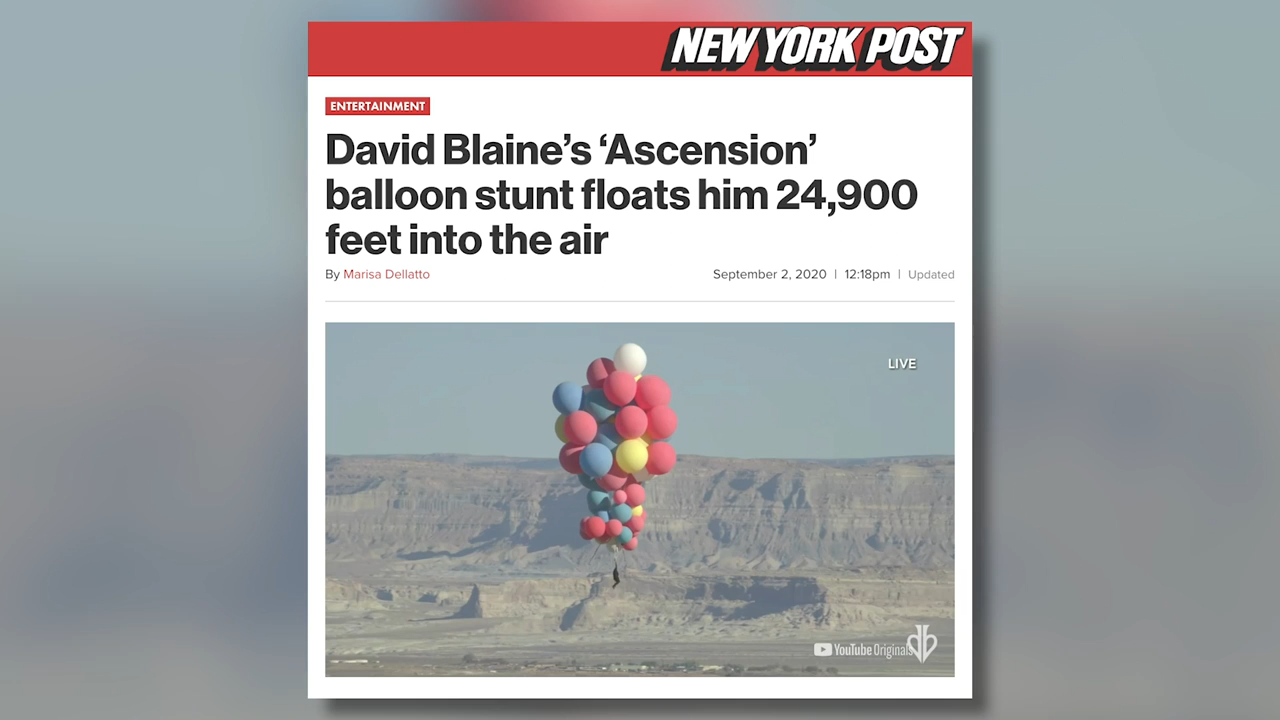 NEW YORK POST
ENTERTAINMENT
David Blaine’s ‘Ascension’
balloon stunt floats him 24,900
feet into the air
By Marisa Dellatto
September 2, 2020 | 12:18pm | Updated
LIVE
YouTube Originals